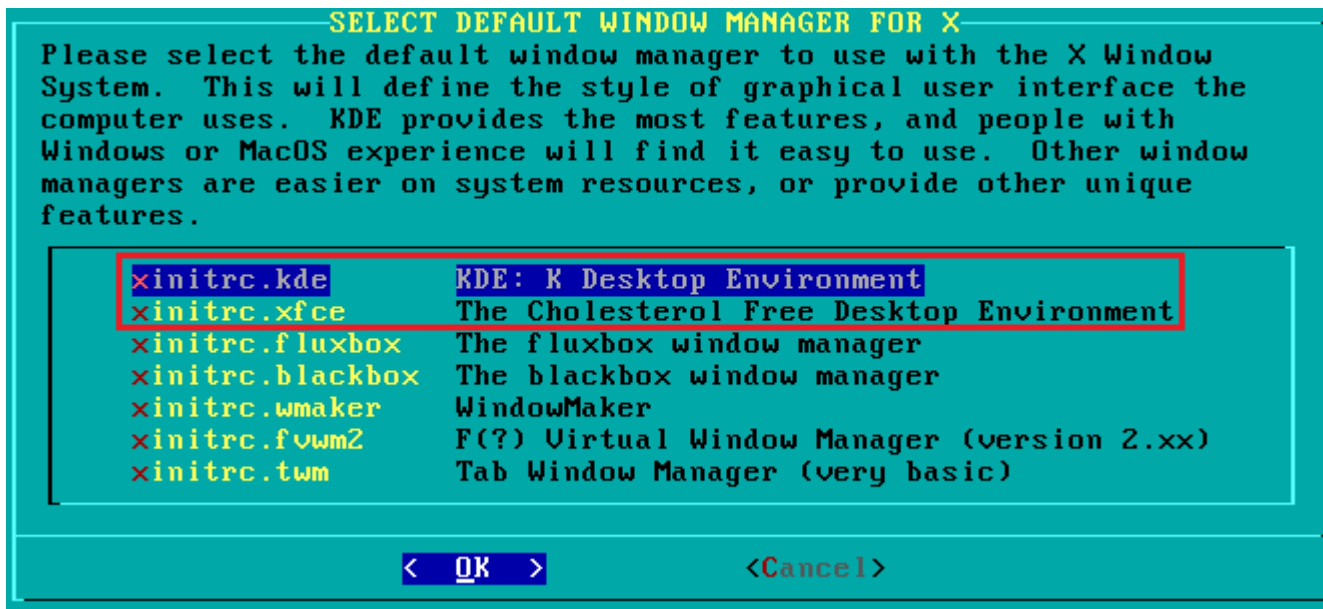 SELECT DEFAULT WINDOW MANAGER FOR X
Please select the default window manager to use with the X Window
System.  This will define the style of graphical user interface the
computer uses.  KDE provides the most features, and people with
Windows or MacOS experience will find it easy to use.  Other window
managers are easier on system resources, or provide other unique
features.
xinitrc.kde       KDE: K Desktop Environment
xinitrc.xfce      The Cholesterol Free Desktop Environment
xinitrc.fluxbox   The fluxbox window manager
xinitrc.blackbox  The blackbox window manager
xinitrc.wmaker    WindowMaker
xinitrc.fvwm2     F(?) Virtual Window Manager (version 2.xx)
xinitrc.twm       Tab Window Manager (very basic)
<  OK  >          <Cancel>